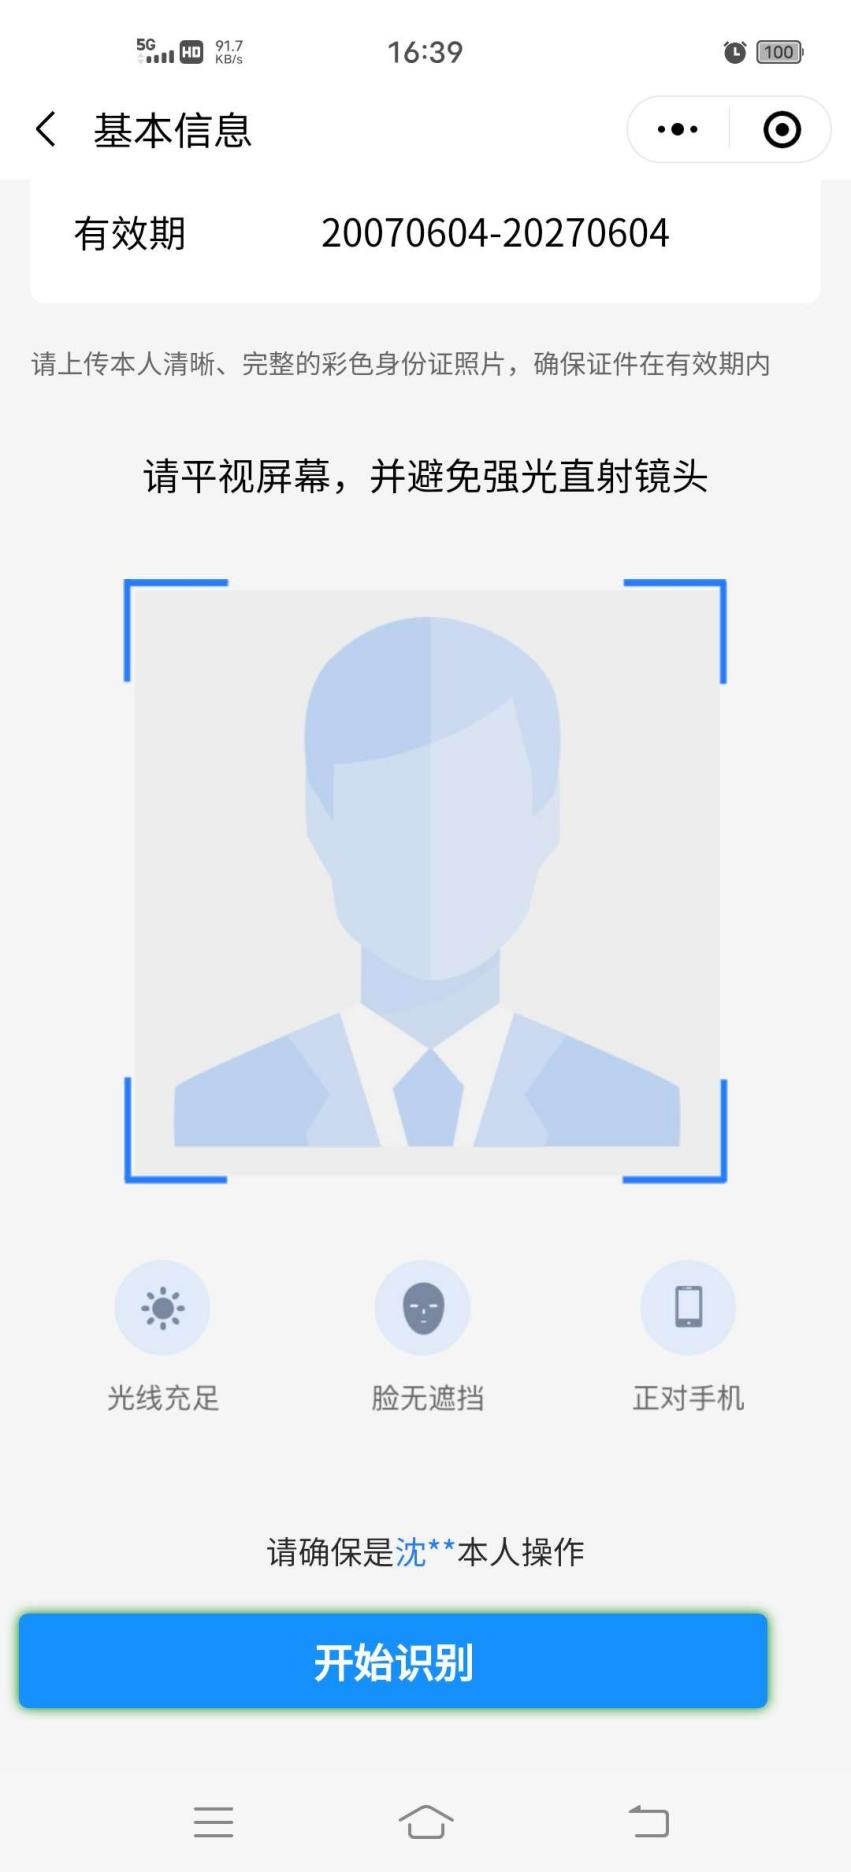 5G HD 91.7 KB/s 16:39 100
基本信息
有效期 20070604-20270604
请上传本人清晰、完整的彩色身份证照片，确保证件在有效期内
请平视屏幕，并避免强光直射镜头
光线充足 脸无遮挡 正对手机
请确保是沈**本人操作
开始识别